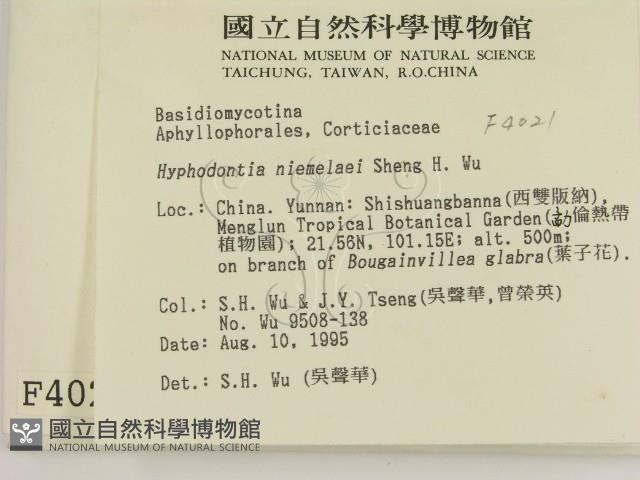 國立自然科學博物館
NATIONAL MUSEUM OF NATURAL SCIENCE
TAICHUNG, TAIWAN, R.O.CHINA
Basidiomycotina
Aphyllophorales, Corticiaceae
F4021
Hyphodontia niemelaei Sheng H. Wu
Loc.: China. Yunnan: Shishuangbanna(西雙版納),
Menglun Tropical Botanical Garden(勐倫熱帶
植物園); 21.56N, 101.15E; alt. 500m;
on branch of Bougainvillea glabra(葉子花).
Col.: S.H. Wu & J.Y. Tseng(吳聲華,曾榮英)
No. Wu 9508-138
Date: Aug. 10, 1995
Det.: S.H. Wu (吳聲華)
F402
國立自然科學博物館
NATIONAL MUSEUM OF NATURAL SCIENCE